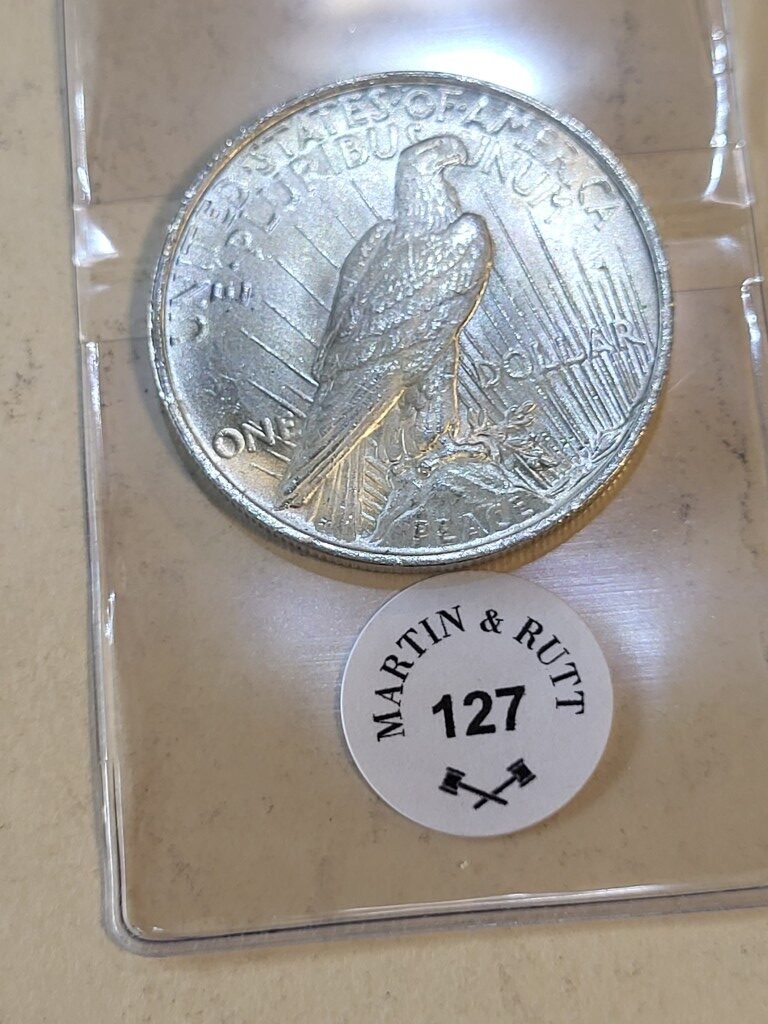 UNITED·STATES·OF·AMERICA
E·PLURIBUS UNUM
ONE DOLLAR
PEACE
MARTIN & RUTT
127